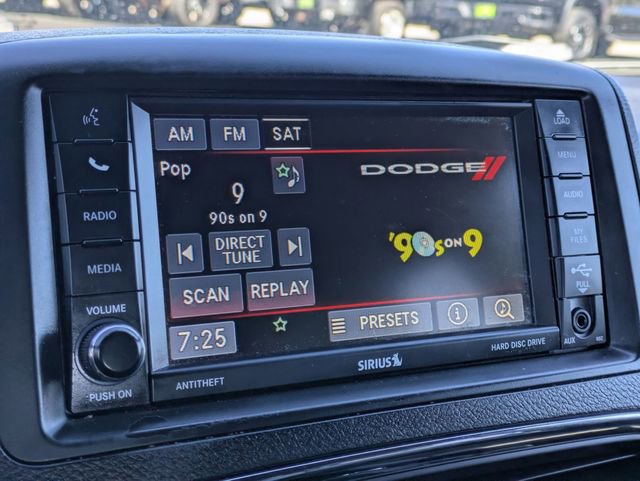 AM FM SAT
Pop
DODGE
9
90s on 9
'90s ON 9
DIRECT
TUNE
SCAN REPLAY
7:25
PRESETS
RADIO
MEDIA
VOLUME
PUSH ON
ANTITHEFT
SIRIUS
HARD DISC DRIVE
LOAD
MENU
AUDIO
MY
FILES
PULL
AUX